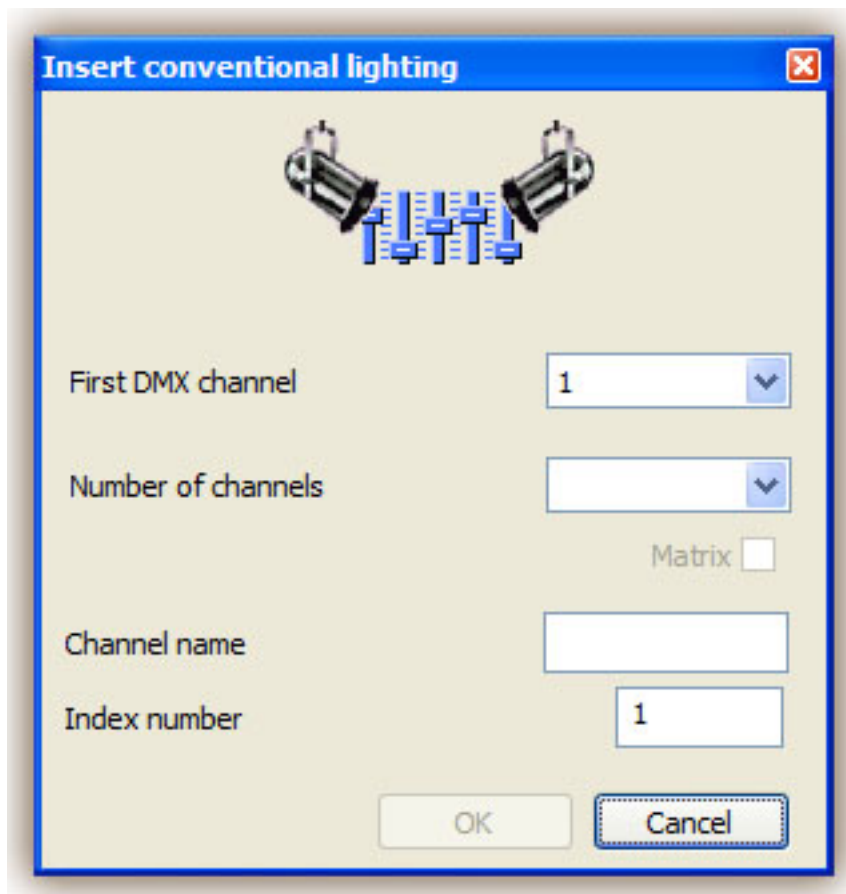 Insert conventional lighting
First DMX channel 1
Number of channels
Matrix
Channel name
Index number 1
OK Cancel